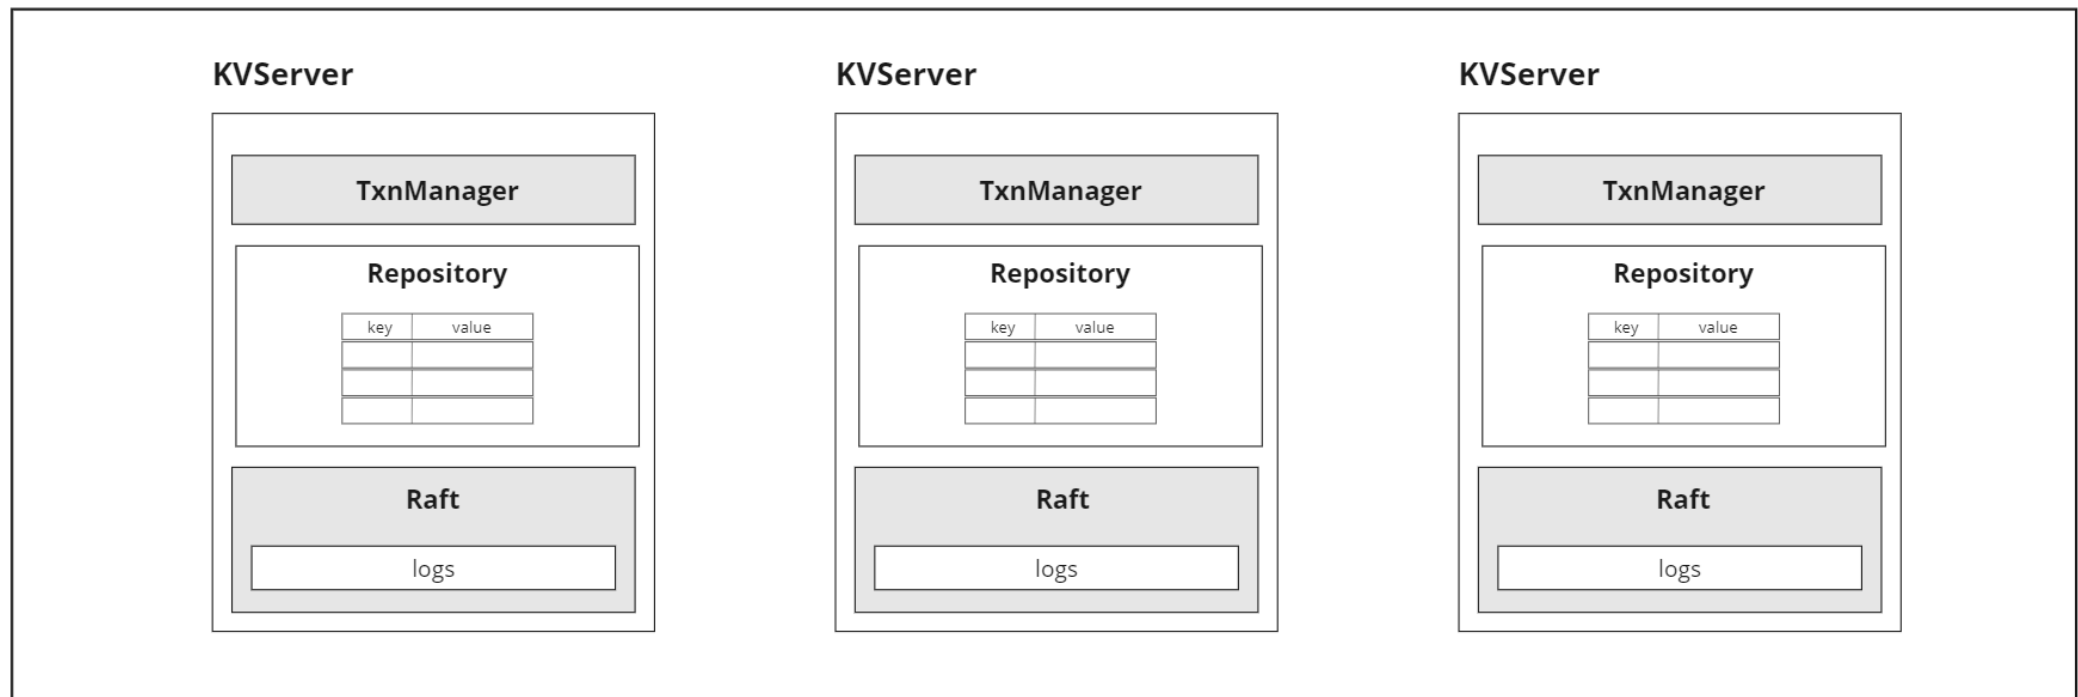 KVServer
TxnManager
Repository
key value
Raft
logs
KVServer
TxnManager
Repository
key value
Raft
logs
KVServer
TxnManager
Repository
key value
Raft
logs